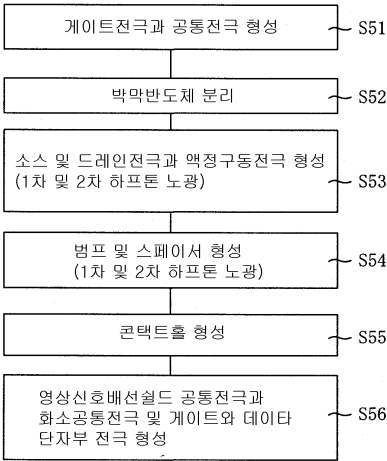 게이트전극과 공통전극 형성
S51
박막반도체 분리
S52
소스 및 드레인전극과 액정구동전극 형성
(1차 및 2차 하프톤 노광)
S53
범프 및 스페이서 형성
(1차 및 2차 하프톤 노광)
S54
콘택트홀 형성
S55
영상신호배선쉴드 공통전극과
화소공통전극 및 게이트와 데이타
단자부 전극 형성
S56